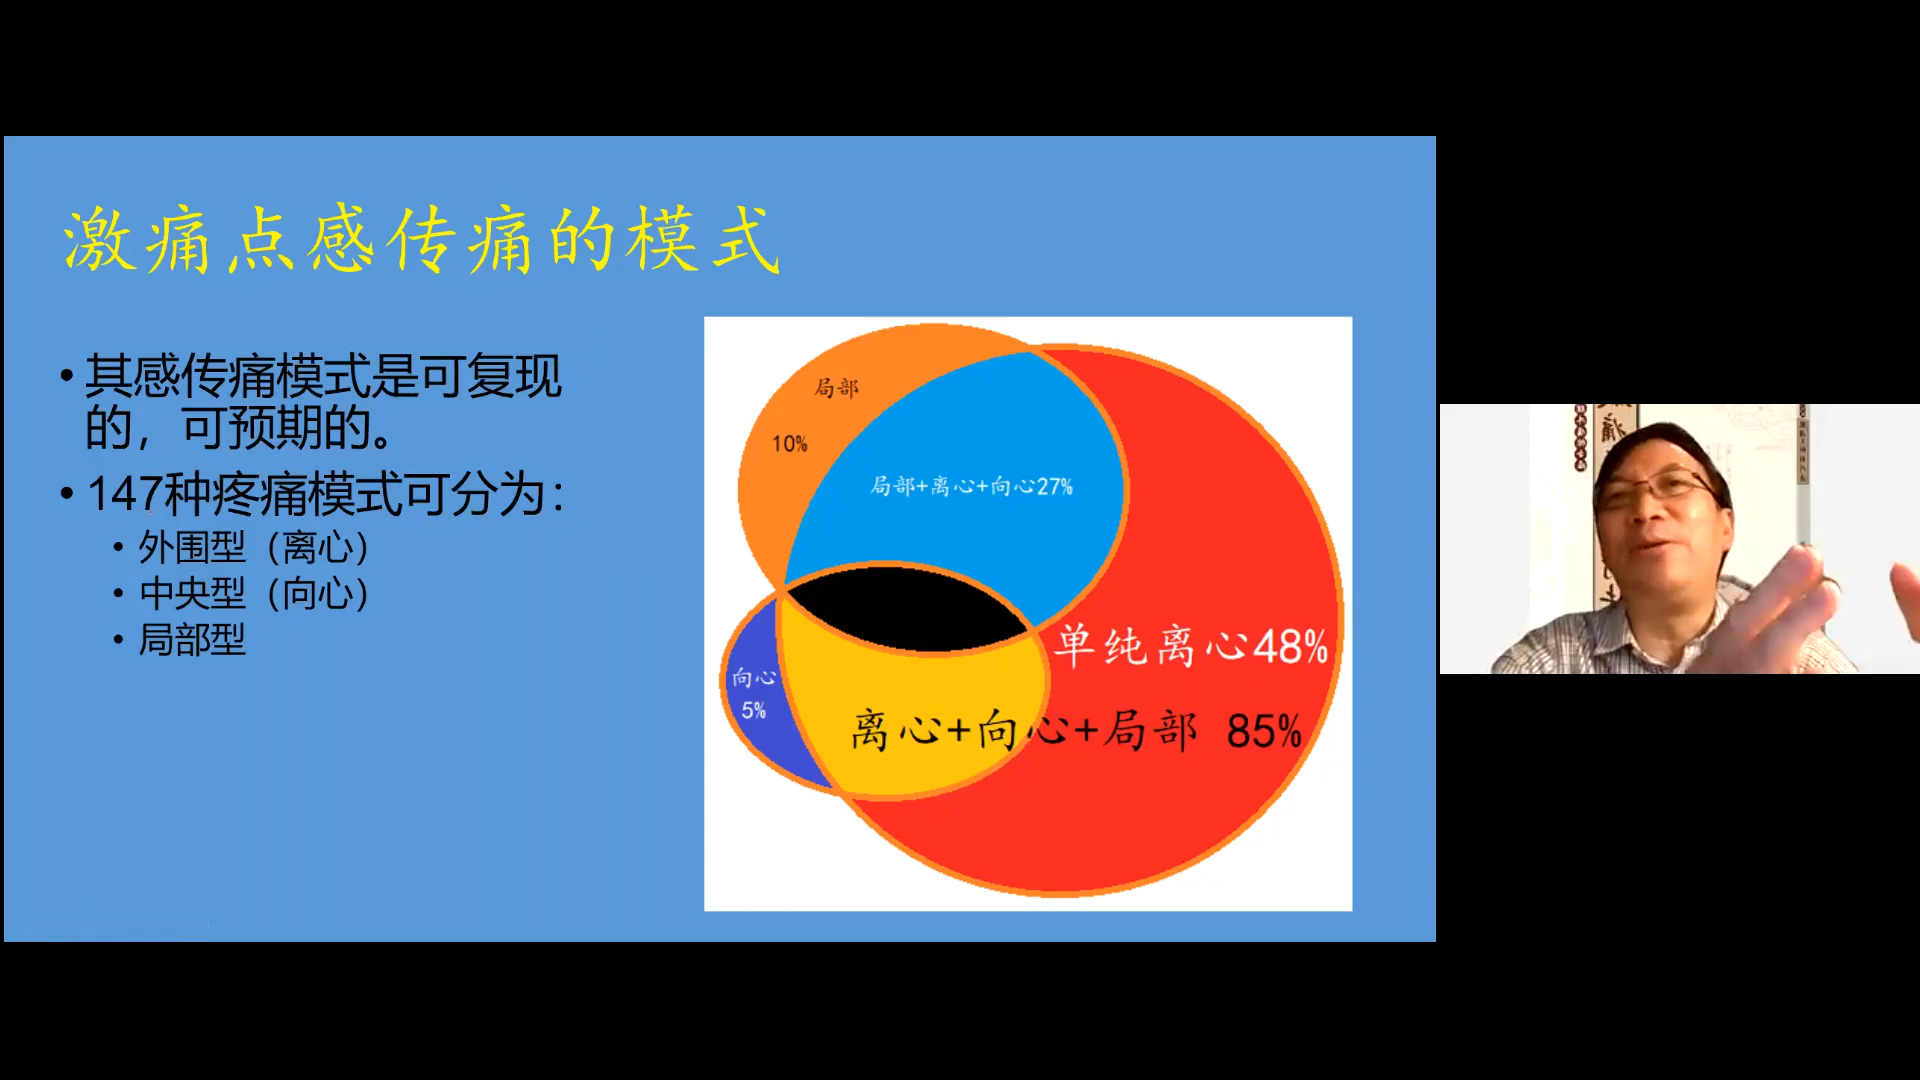 激痛点感传痛的模式
• 其感传痛模式是可复现
的，可预期的。
• 147种疼痛模式可分为：
• 外围型（离心）
• 中央型（向心）
• 局部型
局部
10%
局部+离心+向心27%
单纯离心48%
向心
5%
离心+向心+局部 85%
痛